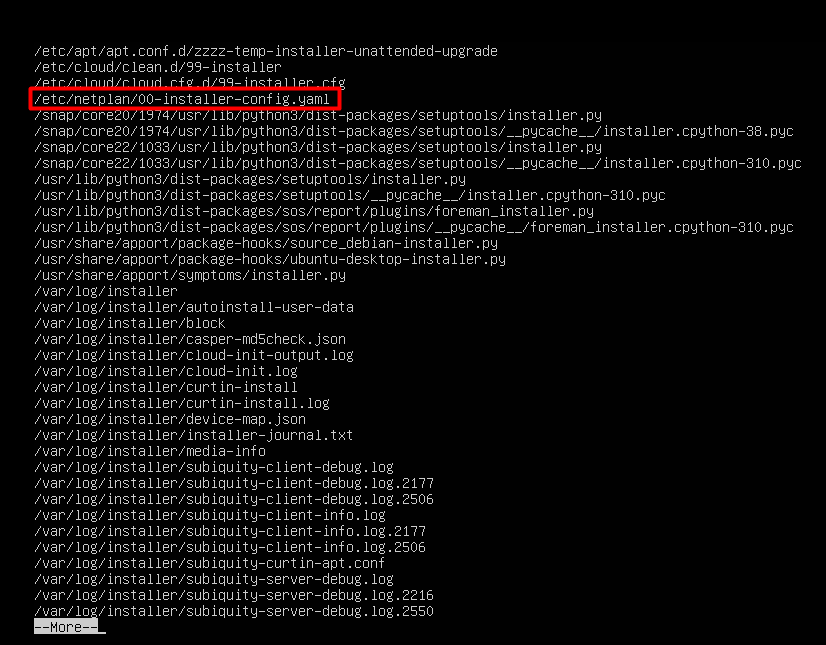 /etc/apt/apt.conf.d/zzzz-temp-installer-unattended-upgrade
/etc/cloud/clean.d/99-installer
/etc/cloud/cloud.cfg.d/99-installer.cfg
/etc/netplan/00-installer-config.yaml
/snap/core20/1974/usr/lib/python3/dist-packages/setuptools/installer.py
/snap/core20/1974/usr/lib/python3/dist-packages/setuptools/__pycache__/installer.cpython-38.pyc
/snap/core22/1033/usr/lib/python3/dist-packages/setuptools/installer.py
/snap/core22/1033/usr/lib/python3/dist-packages/setuptools/__pycache__/installer.cpython-310.pyc
/usr/lib/python3/dist-packages/setuptools/installer.py
/usr/lib/python3/dist-packages/setuptools/__pycache__/installer.cpython-310.pyc
/usr/lib/python3/dist-packages/sos/report/plugins/foreman_installer.py
/usr/lib/python3/dist-packages/sos/report/plugins/__pycache__/foreman_installer.cpython-310.pyc
/usr/share/apport/package-hooks/source_debian-installer.py
/usr/share/apport/package-hooks/ubuntu-desktop-installer.py
/usr/share/apport/symptoms/installer.py
/var/log/installer
/var/log/installer/autoinstall-user-data
/var/log/installer/block
/var/log/installer/casper-md5check.json
/var/log/installer/cloud-init-output.log
/var/log/installer/cloud-init.log
/var/log/installer/curtin-install
/var/log/installer/curtin-install.log
/var/log/installer/device-map.json
/var/log/installer/installer-journal.txt
/var/log/installer/media-info
/var/log/installer/subiquity-client-debug.log
/var/log/installer/subiquity-client-debug.log.2177
/var/log/installer/subiquity-client-debug.log.2506
/var/log/installer/subiquity-client-info.log
/var/log/installer/subiquity-client-info.log.2177
/var/log/installer/subiquity-client-info.log.2506
/var/log/installer/subiquity-curtin-apt.conf
/var/log/installer/subiquity-server-debug.log
/var/log/installer/subiquity-server-debug.log.2216
/var/log/installer/subiquity-server-debug.log.2550
--More--